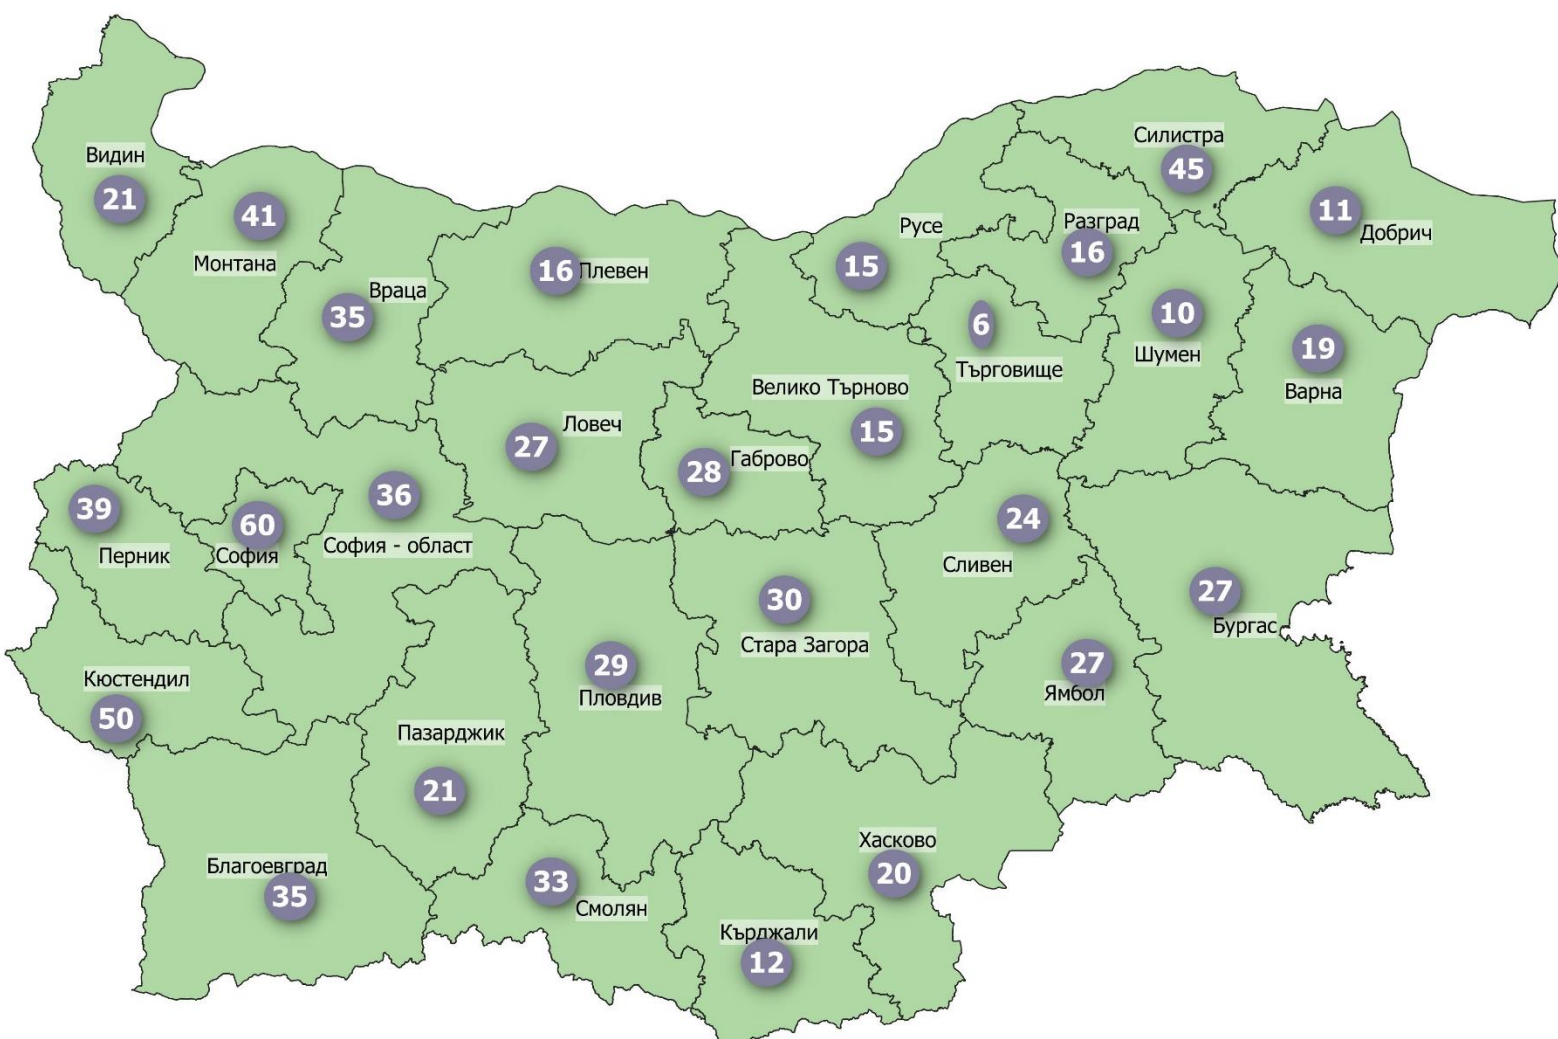 Видин
21
41
Монтана
Враца
35
16
Плевен
Русе
15
Силистра
45
Разград
16
11
Добрич
6
Търговище
10
Шумен
19
Варна
Велико Търново
15
Ловеч
27
Габрово
28
39
Перник
60
София
36
София - област
24
Сливен
27
Бургас
30
Стара Загора
29
Пловдив
27
Ямбол
Кюстендил
50
Пазарджик
21
Благоевград
35
33
Смолян
Хасково
20
Кърджали
12